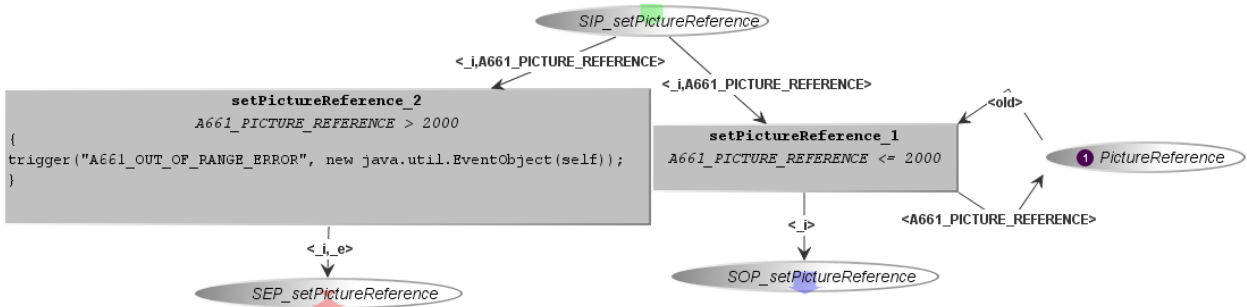 SIP_setPictureReference
<_i,A661_PICTURE_REFERENCE>
<_i,A661_PICTURE_REFERENCE>
setPictureReference_2
A661_PICTURE_REFERENCE > 2000
{
trigger("A661_OUT_OF_RANGE_ERROR", new java.util.EventObject(self));
}
<old>
setPictureReference_1
A661_PICTURE_REFERENCE <= 2000
1 PictureReference
<_i>
<A661_PICTURE_REFERENCE>
<_i,_e>
SOP_setPictureReference
SEP_setPictureReference